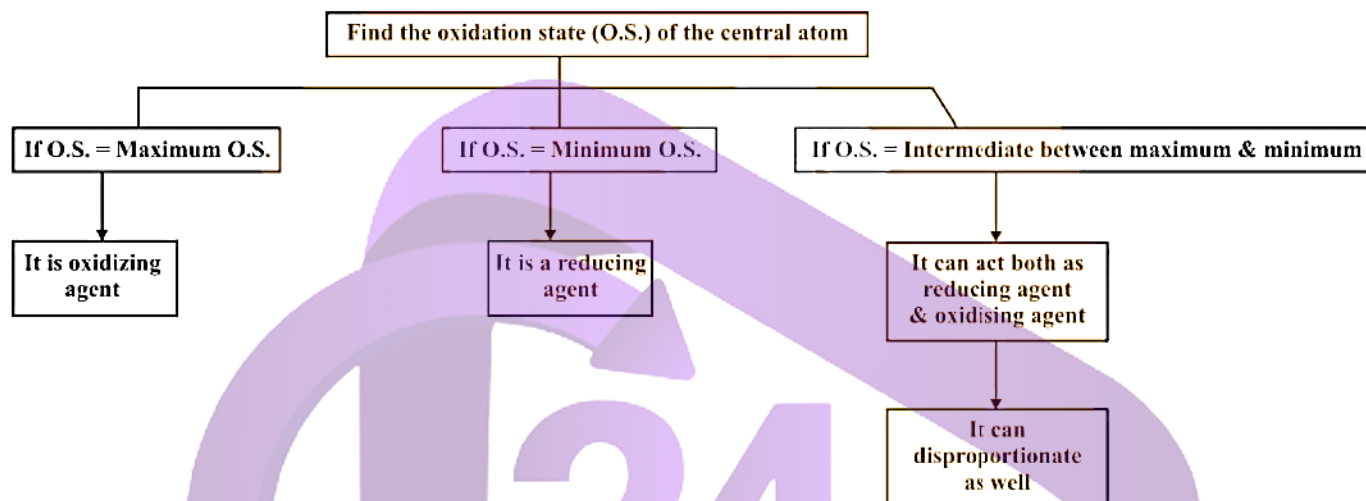 Find the oxidation state (O.S.) of the central atom
If O.S. = Maximum O.S.
If O.S. = Minimum O.S.
If O.S. = Intermediate between maximum & minimum
It is oxidizing
agent
It is a reducing
agent
It can act both as
reducing agent
& oxidising agent
It can
disproportionate
as well
24